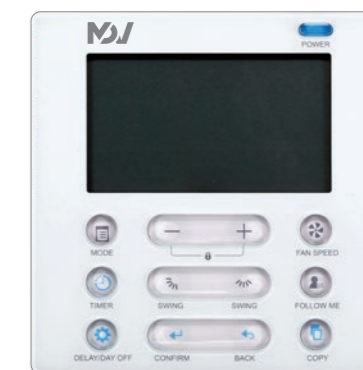 MDV
POWER
MODE
FAN SPEED
TIMER
SWING
SWING
FOLLOW ME
DELAY/DAY OFF
CONFIRM
BACK
COPY